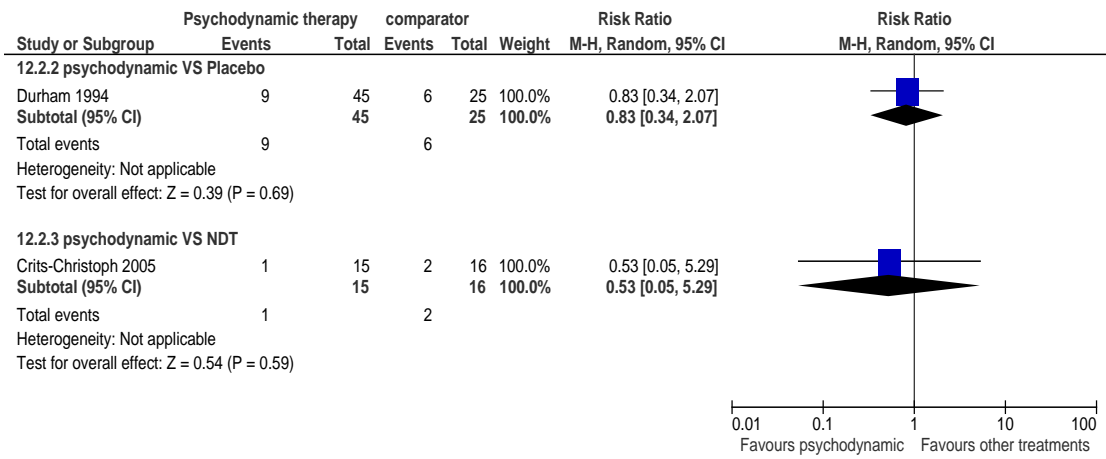 Psychodynamic therapy comparator Risk Ratio Risk Ratio
Study or Subgroup Events Total Events Total Weight M-H, Random, 95% CI M-H, Random, 95% CI
12.2.2 psychodynamic VS Placebo
Durham 1994 9 45 6 25 100.0% 0.83 [0.34, 2.07]
Subtotal (95% CI) 45 25 100.0% 0.83 [0.34, 2.07]
Total events 9 6
Heterogeneity: Not applicable
Test for overall effect: Z = 0.39 (P = 0.69)
12.2.3 psychodynamic VS NDT
Crits-Christoph 2005 1 15 2 16 100.0% 0.53 [0.05, 5.29]
Subtotal (95% CI) 15 16 100.0% 0.53 [0.05, 5.29]
Total events 1 2
Heterogeneity: Not applicable
Test for overall effect: Z = 0.54 (P = 0.59)
0.01 0.1 1 10 100
Favours psychodynamic Favours other treatments